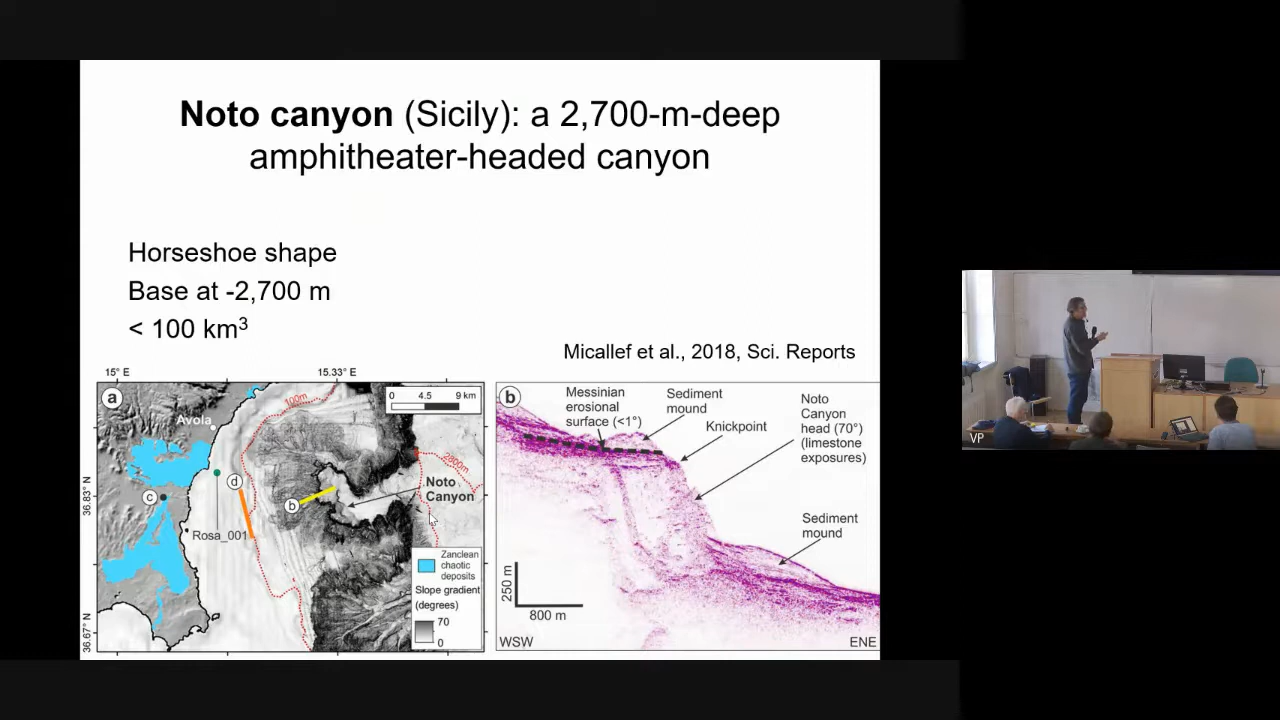 Noto canyon (Sicily): a 2,700-m-deep
amphitheater-headed canyon
Horseshoe shape
Base at -2,700 m
< 100 km³
Micallef et al., 2018, Sci. Reports
15° E
15.33° E
a
0 4.5 9 km
100m
Avola
2800m
d
c
b
Noto
Canyon
36.83° N
Rosa_001
Zanclean
chaotic
deposits
Slope gradient
(degrees)
70
0
36.67° N
b
Messinian
erosional
surface (<1°)
Sediment
mound
Knickpoint
Noto
Canyon
head (70°)
(limestone
exposures)
Sediment
mound
250 m
800 m
WSW
ENE
VP